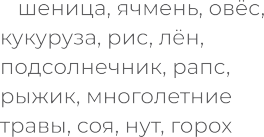 шеница, ячмень, овёс,
кукуруза, рис, лён,
подсолнечник, рапс,
рыжик, многолетние
травы, соя, нут, горох